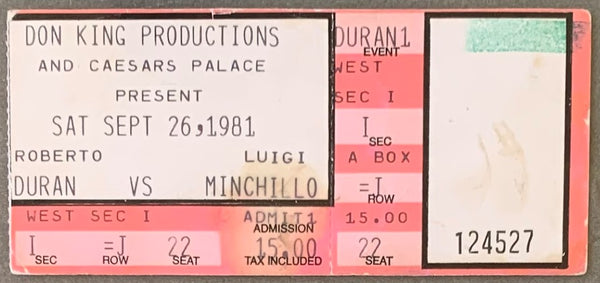 DON KING PRODUCTIONS
AND CAESARS PALACE
PRESENT
SAT SEPT 26,1981
ROBERTO LUIGI
DURAN VS MINCHILLO
WEST SEC I ADMIT1
ADMISSION
I =J 22 15.00
SEC ROW SEAT TAX INCLUDED
DURAN1
EVENT
WEST
SEC I
I
SEC
A BOX
=J
ROW
15.00
22
SEAT
124527